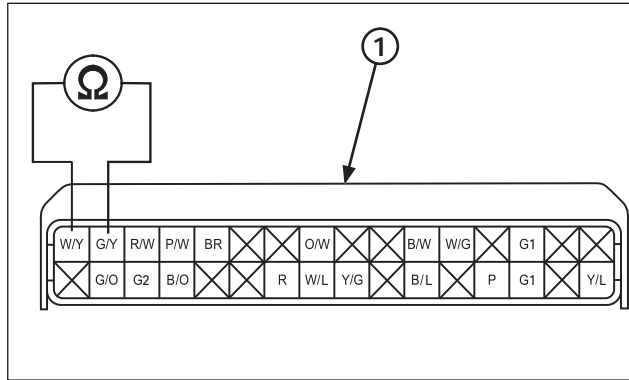 Ω
1
W/Y G/Y R/W P/W BR O/W B/W W/G G1
G/O G2 B/O R W/L Y/G B/L P G1 Y/L